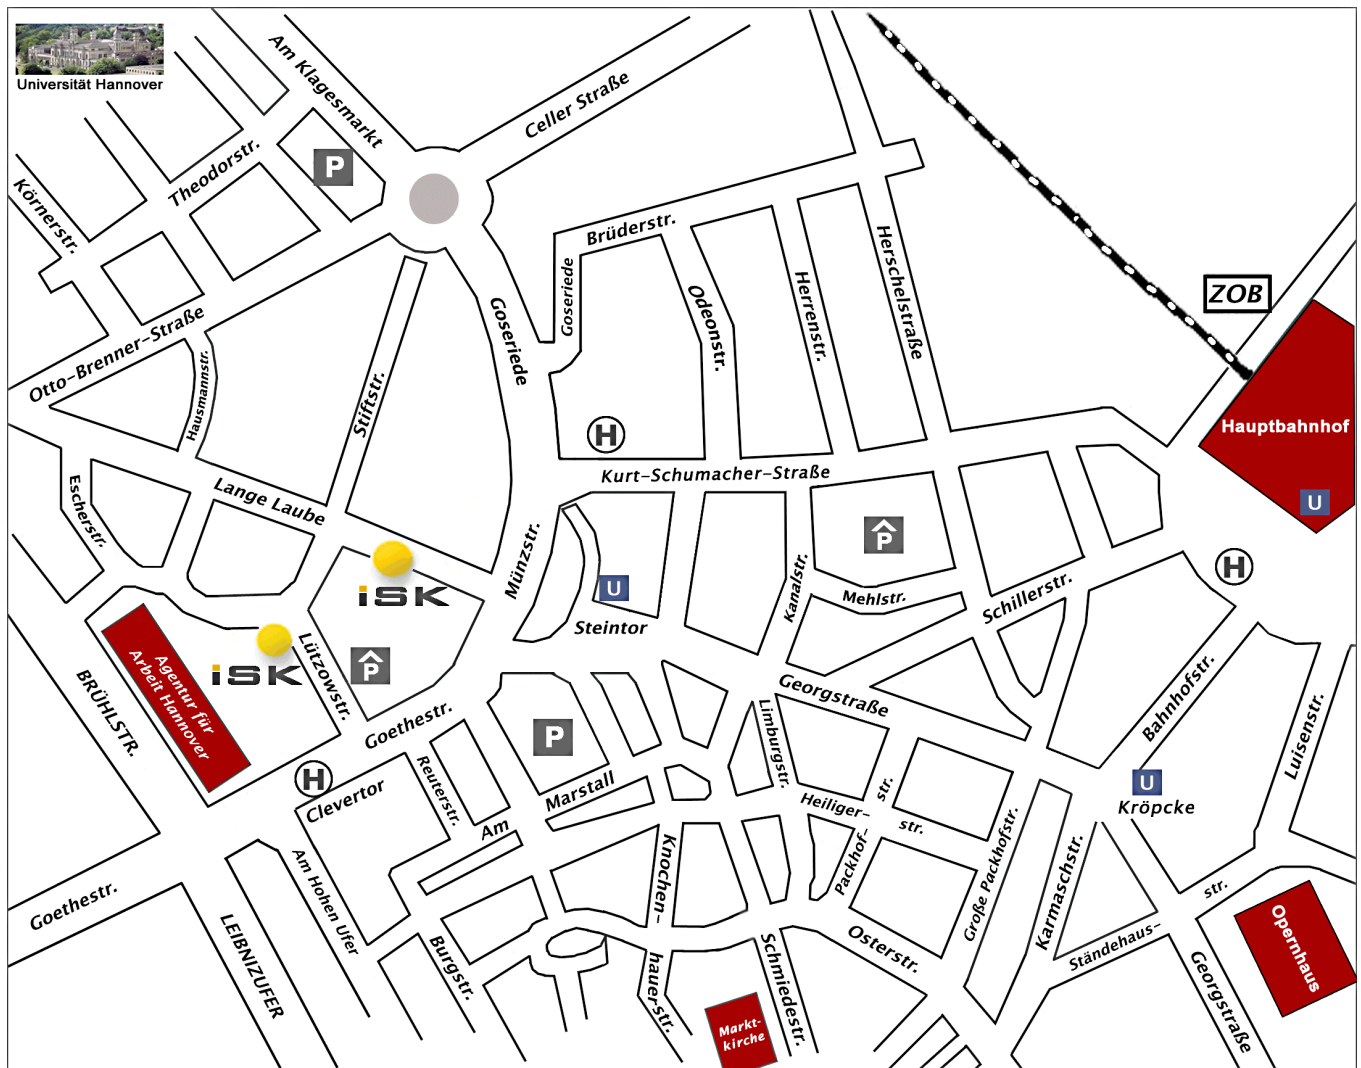 Universität Hannover
Am Klagesmarkt
Celler Straße
P
Theodorstr.
Körnerstr.
Brüderstr.
Goseriede
Goseriede
Odeonstr.
Herrenstr.
Herschelstraße
ZOB
Hauptbahnhof
U
Otto-Brenner-Straße
Hausmannstr.
Stiftstr.
H
Kurt-Schumacher-Straße
Escherstr.
Lange Laube
Münzstr.
P
Kanalstr.
Mehlstr.
Schillerstr.
H
iSK
U
Steintor
iSK
Lützowstr.
P
Agentur für
Arbeit Hannover
BRÜHLSTR.
Goethestr.
Georgstraße
Limburgstr.
Bahnhofstr.
Luisenstr.
P
H
Clevertor
Reuterstr.
Am
Marstall
Heiliger-
str.
str.
Packhof-
U
Kröpcke
Goethestr.
Am Hohen Ufer
LEIBNIZUFER
Burgstr.
Knochen-
hauerstr.
Schmiedestr.
Osterstr.
Große Packhofstr.
Karmaschstr.
Ständehaus-
str.
Georgstraße
Opernhaus
Markt-
kirche